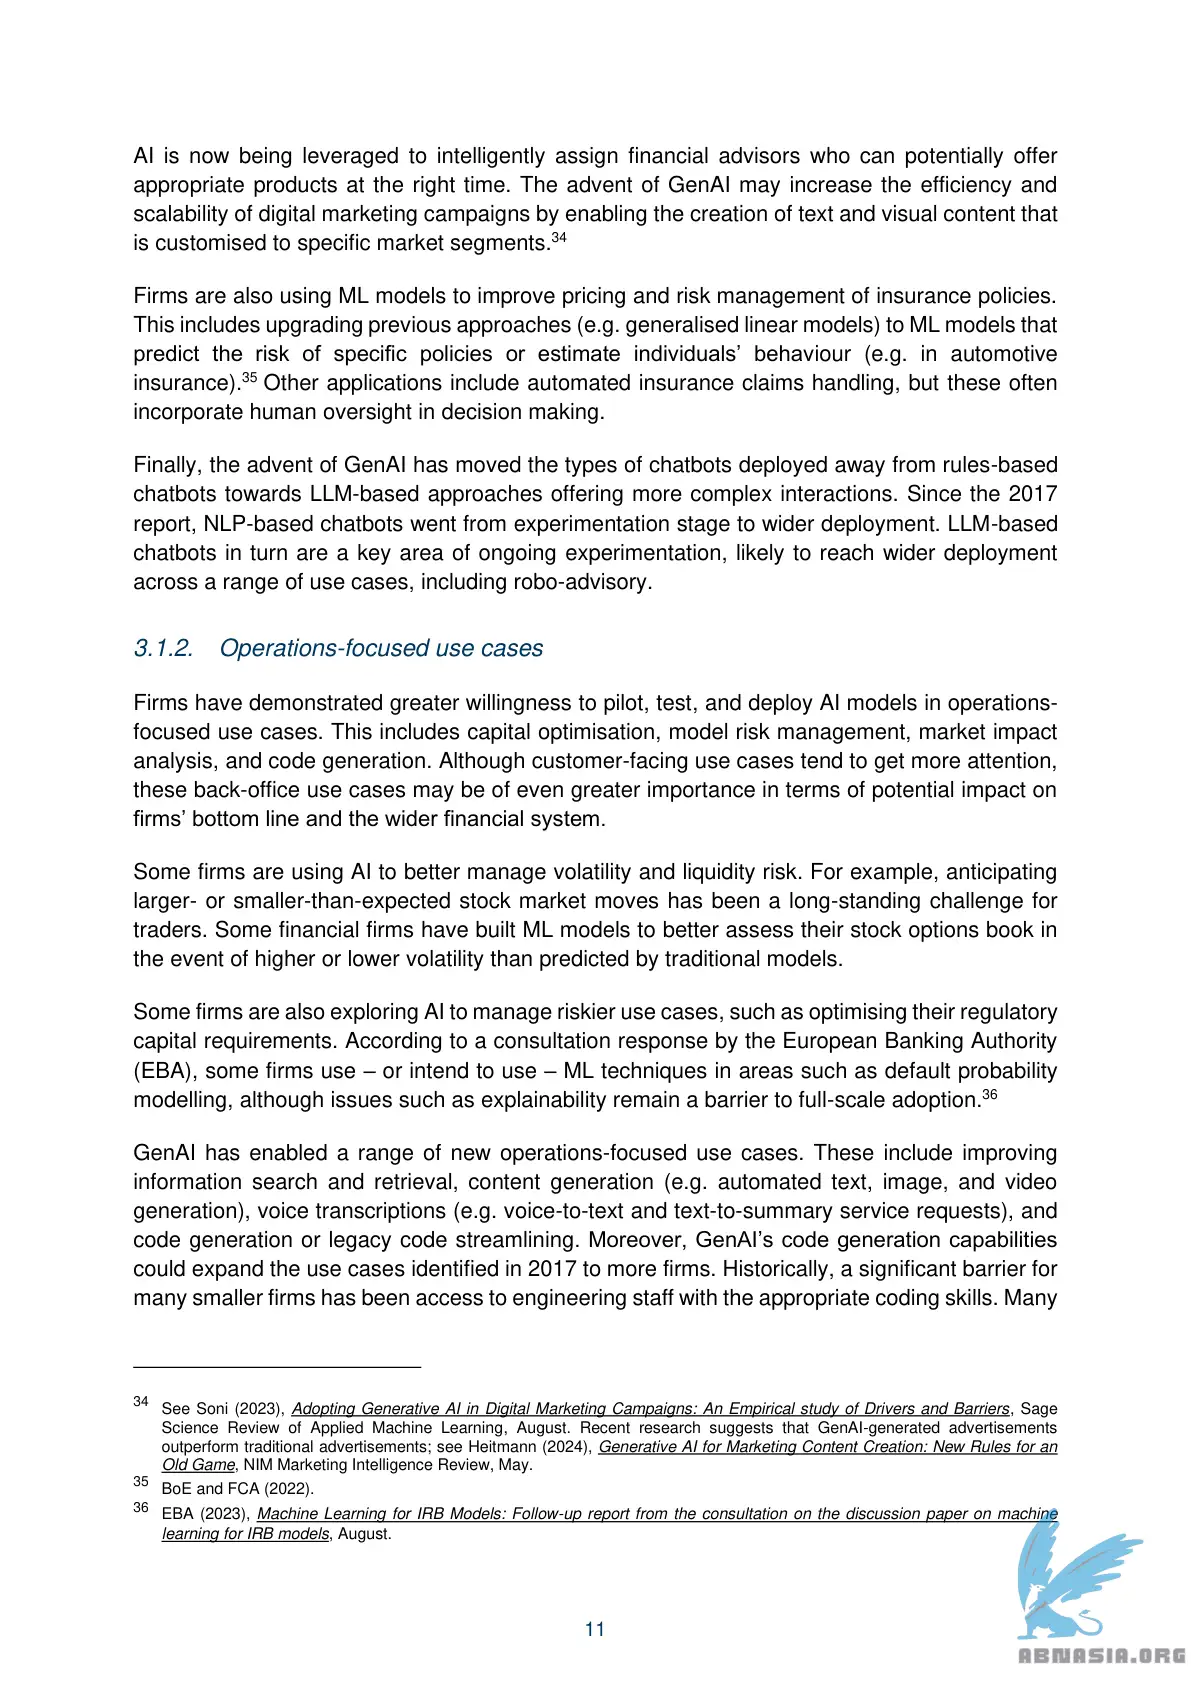 AI is now being leveraged to intelligently assign financial advisors who can potentially offer
appropriate products at the right time. The advent of GenAI may increase the efficiency and
scalability of digital marketing campaigns by enabling the creation of text and visual content that
is customised to specific market segments.34
Firms are also using ML models to improve pricing and risk management of insurance policies.
This includes upgrading previous approaches (e.g. generalised linear models) to ML models that
predict the risk of specific policies or estimate individuals’ behaviour (e.g. in automotive
insurance).35 Other applications include automated insurance claims handling, but these often
incorporate human oversight in decision making.
Finally, the advent of GenAI has moved the types of chatbots deployed away from rules-based
chatbots towards LLM-based approaches offering more complex interactions. Since the 2017
report, NLP-based chatbots went from experimentation stage to wider deployment. LLM-based
chatbots in turn are a key area of ongoing experimentation, likely to reach wider deployment
across a range of use cases, including robo-advisory.
3.1.2. Operations-focused use cases
Firms have demonstrated greater willingness to pilot, test, and deploy AI models in operations-
focused use cases. This includes capital optimisation, model risk management, market impact
analysis, and code generation. Although customer-facing use cases tend to get more attention,
these back-office use cases may be of even greater importance in terms of potential impact on
firms’ bottom line and the wider financial system.
Some firms are using AI to better manage volatility and liquidity risk. For example, anticipating
larger- or smaller-than-expected stock market moves has been a long-standing challenge for
traders. Some financial firms have built ML models to better assess their stock options book in
the event of higher or lower volatility than predicted by traditional models.
Some firms are also exploring AI to manage riskier use cases, such as optimising their regulatory
capital requirements. According to a consultation response by the European Banking Authority
(EBA), some firms use – or intend to use – ML techniques in areas such as default probability
modelling, although issues such as explainability remain a barrier to full-scale adoption.36
GenAI has enabled a range of new operations-focused use cases. These include improving
information search and retrieval, content generation (e.g. automated text, image, and video
generation), voice transcriptions (e.g. voice-to-text and text-to-summary service requests), and
code generation or legacy code streamlining. Moreover, GenAI’s code generation capabilities
could expand the use cases identified in 2017 to more firms. Historically, a significant barrier for
many smaller firms has been access to engineering staff with the appropriate coding skills. Many
34 See Soni (2023), Adopting Generative AI in Digital Marketing Campaigns: An Empirical study of Drivers and Barriers, Sage
Science Review of Applied Machine Learning, August. Recent research suggests that GenAI-generated advertisements
outperform traditional advertisements; see Heitmann (2024), Generative AI for Marketing Content Creation: New Rules for an
Old Game, NIM Marketing Intelligence Review, May.
35 BoE and FCA (2022).
36 EBA (2023), Machine Learning for IRB Models: Follow-up report from the consultation on the discussion paper on machine
learning for IRB models, August.
11
ABNASIA.ORG